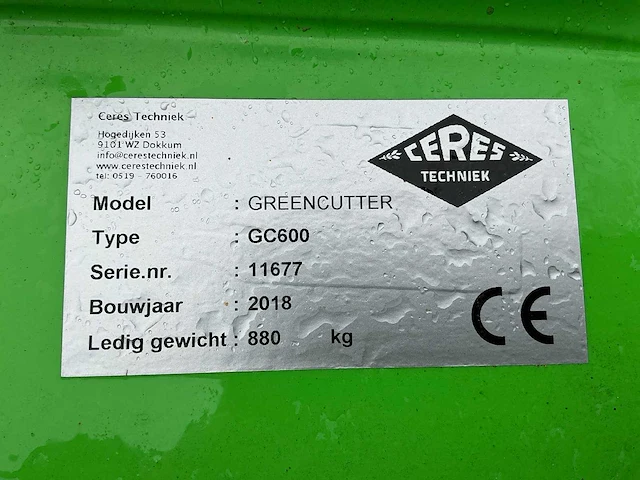 Ceres Techniek
Hogedijken 53
9101 WZ Dokkum
info@cerestechniek.nl
www.cerestechniek.nl
tel: 0519 - 760016
CERES
TECHNIEK
Model : GREENCUTTER
Type : GC600
Serie.nr. : 11677
Bouwjaar : 2018
Ledig gewicht : 880 kg
CE